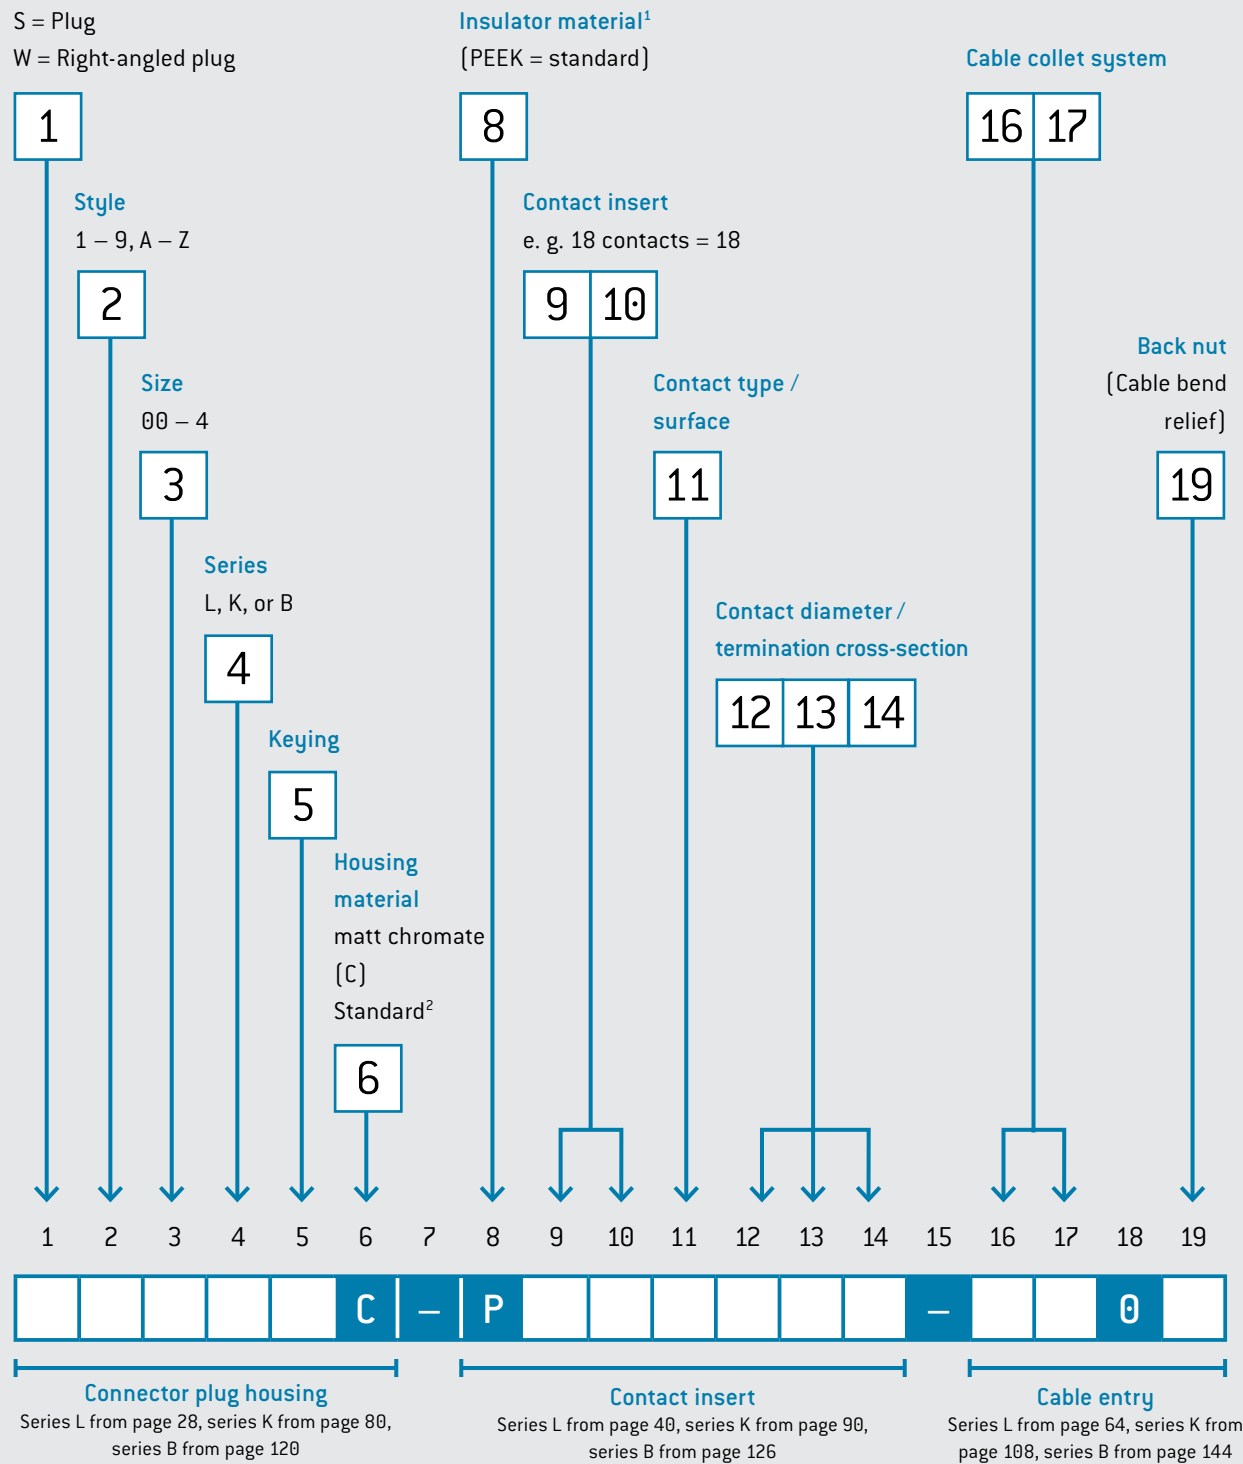 S = Plug
W = Right-angled plug
1
Style
1 – 9, A – Z
2
Size
00 – 4
3
Series
L, K, or B
4
Keying
5
Housing
material
matt chromate
(C)
Standard²
6
Insulator material¹
(PEEK = standard)
8
Contact insert
e. g. 18 contacts = 18
9 10
Contact type /
surface
11
Contact diameter /
termination cross-section
12 13 14
Cable collet system
16 17
Back nut
(Cable bend
relief)
19
1 2 3 4 5 6 7 8 9 10 11 12 13 14 15 16 17 18 19
C – P – 0
Connector plug housing
Series L from page 28, series K from page 80,
series B from page 120
Contact insert
Series L from page 40, series K from page 90,
series B from page 126
Cable entry
Series L from page 64, series K from
page 108, series B from page 144